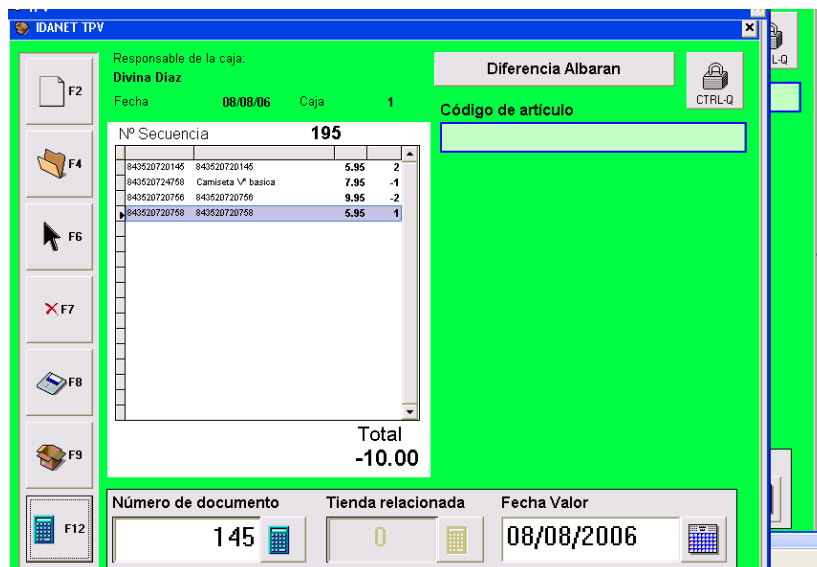 IDANET TPV
Responsable de la caja:
Divina Diaz
Fecha 08/08/06 Caja 1
Diferencia Albaran
CTRL-Q
L-Q
Código de artículo
F2
F4
F6
F7
F8
F9
F12
Nº Secuencia 195
843520720145 843520720145 5.95 2
843520724758 Camiseta \/" basica 7.95 -1
843520720756 843520720756 9.95 -2
843520720758 843520720758 5.95 1
Total
-10.00
Número de documento Tienda relacionada Fecha Valor
145 0 08/08/2006